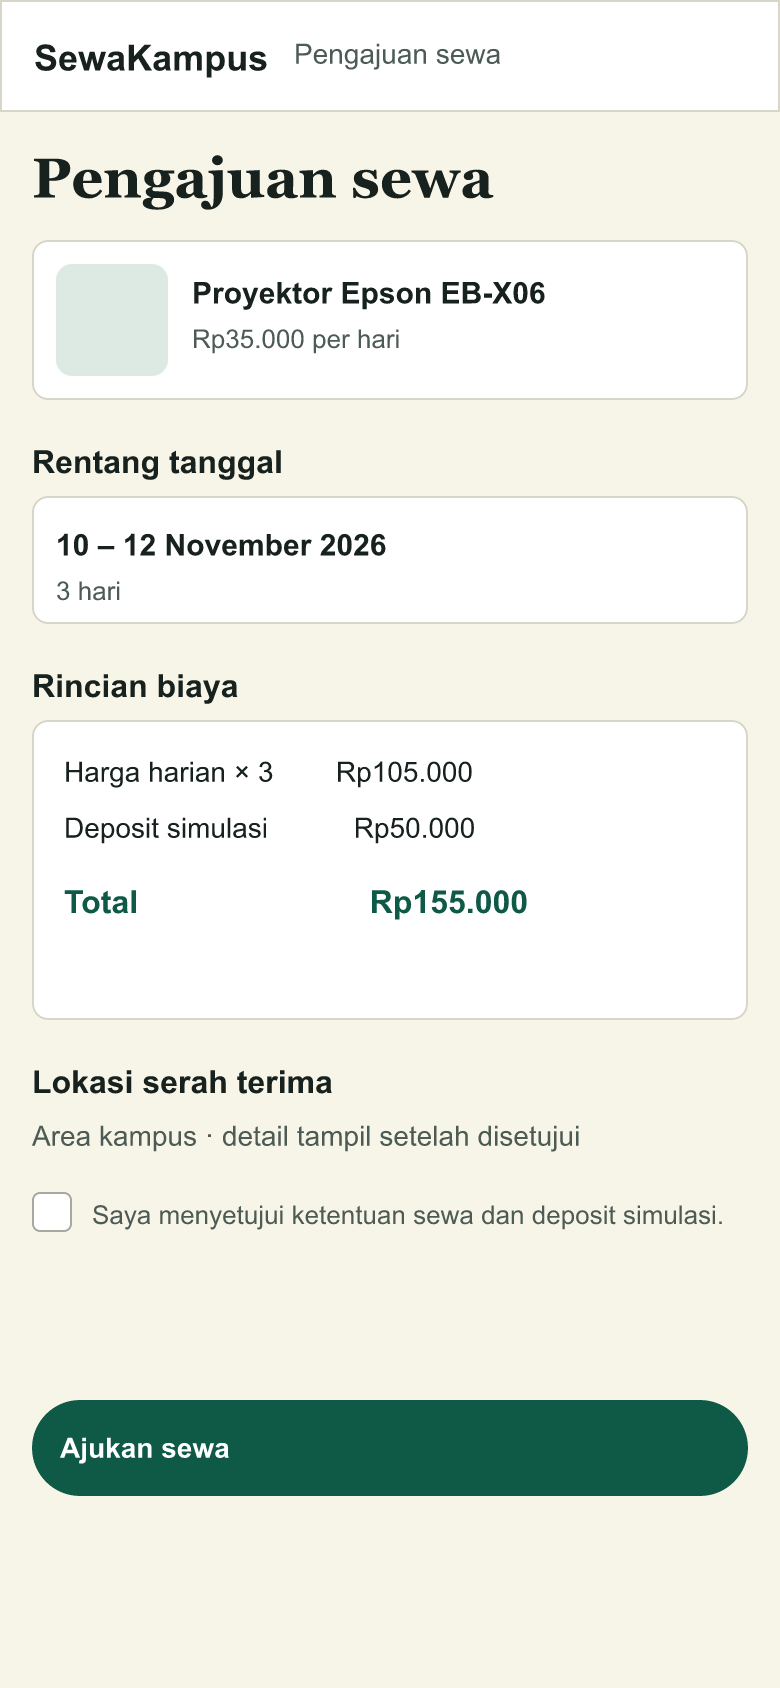 SewaKampus Pengajuan sewa
Pengajuan sewa
Proyektor Epson EB-X06
Rp35.000 per hari
Rentang tanggal
10 – 12 November 2026
3 hari
Rincian biaya
Harga harian × 3 Rp105.000
Deposit simulasi Rp50.000
Total Rp155.000
Lokasi serah terima
Area kampus · detail tampil setelah disetujui
Saya menyetujui ketentuan sewa dan deposit simulasi.
Ajukan sewa